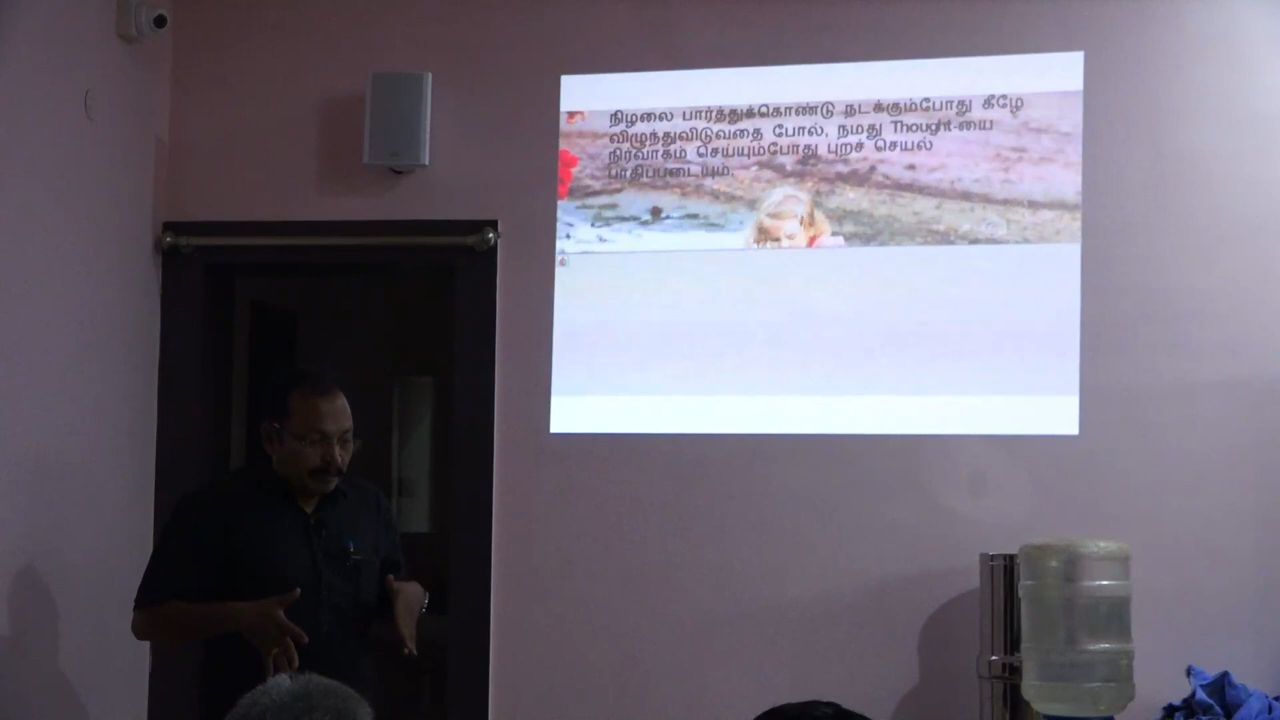 நிழலை பார்த்துக்கொண்டு நடக்கும்போது கீழே
விழுந்துவிடுவதை போல், நமது Thought-யை
நிர்வாகம் செய்யும்போது புறச் செயல்
பாதிப்படையும்.